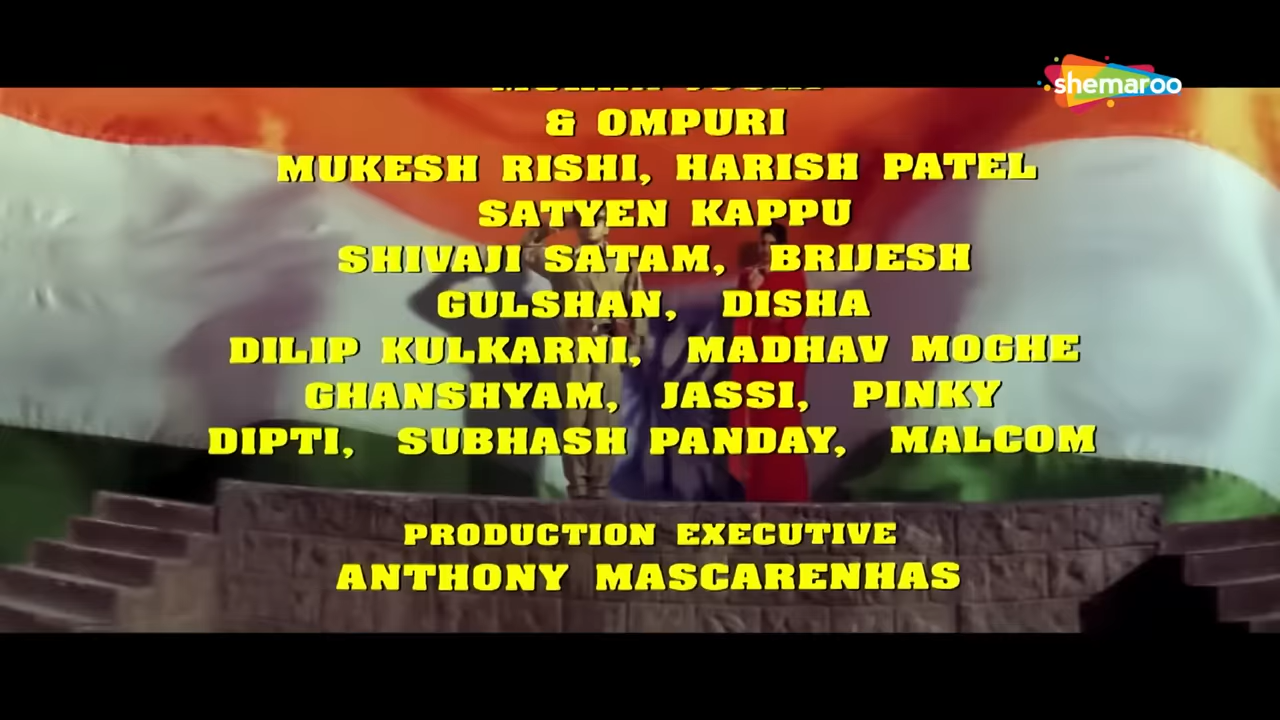 shemaroo
& OMPURI
MUKESH RISHI, HARISH PATEL
SATYEN KAPPU
SHIVAJI SATAM, BRIJESH
GULSHAN, DISHA
DILIP KULKARNI, MADHAV MOGHE
GHANSHYAM, JASSI, PINKY
DIPTI, SUBHASH PANDAY, MALCOM
PRODUCTION EXECUTIVE
ANTHONY MASCARENHAS